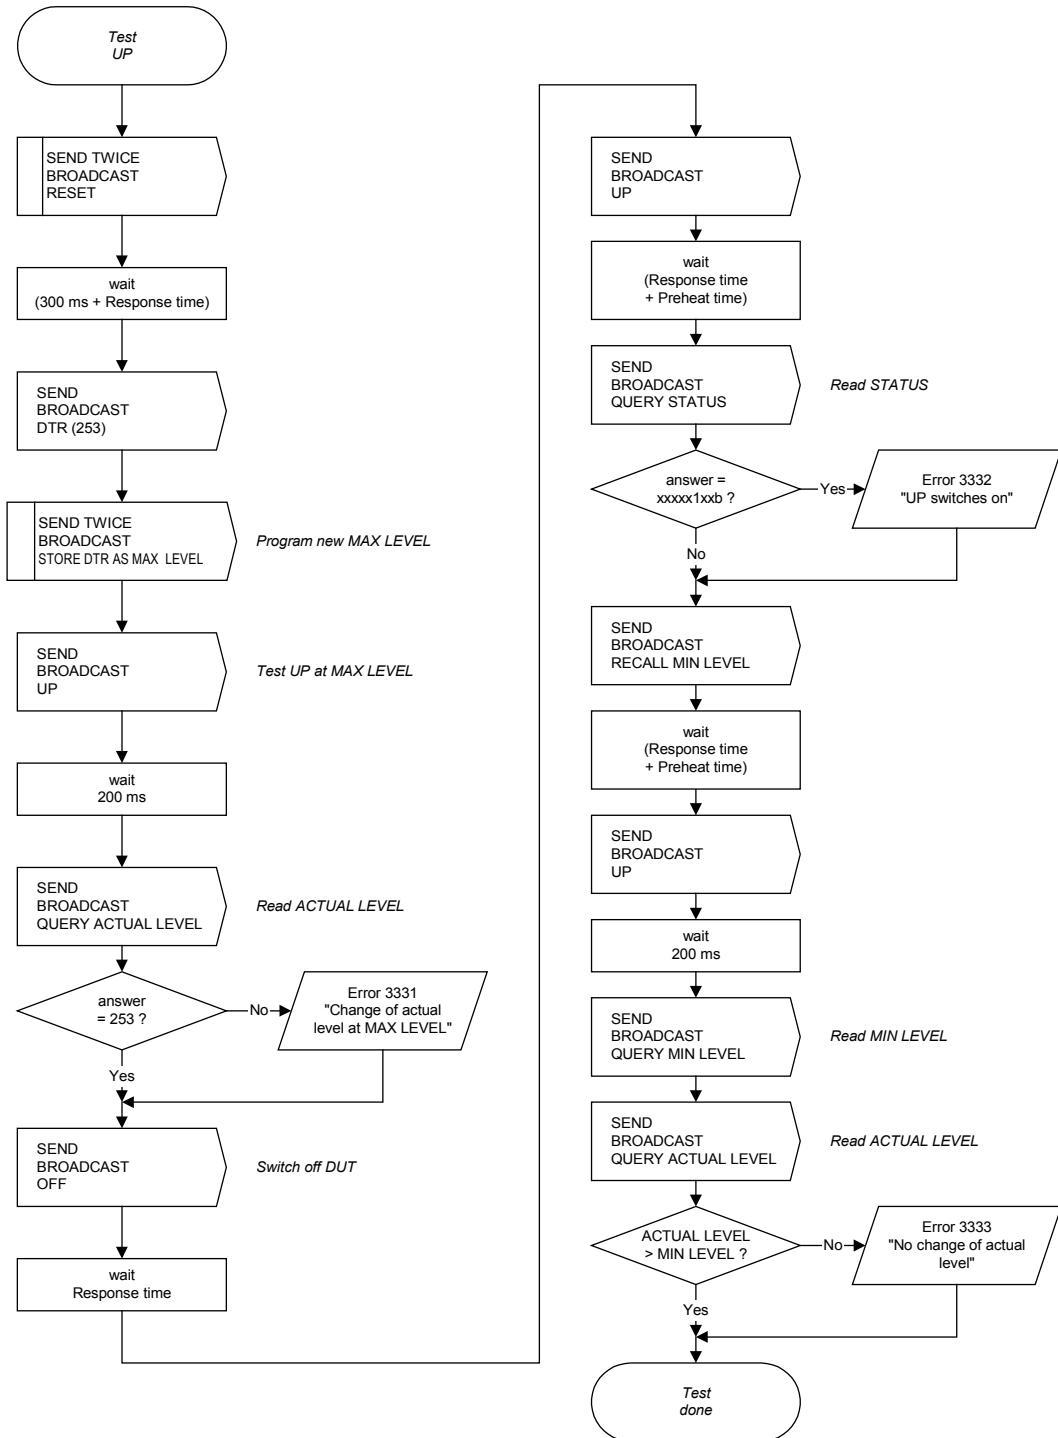 Test
UP
SEND TWICE
BROADCAST
RESET
wait
(300 ms + Response time)
SEND
BROADCAST
DTR (253)
SEND TWICE
BROADCAST
STORE DTR AS MAX LEVEL
Program new MAX LEVEL
SEND
BROADCAST
UP
Test UP at MAX LEVEL
wait
200 ms
SEND
BROADCAST
QUERY ACTUAL LEVEL
Read ACTUAL LEVEL
answer
= 253 ?
No
Error 3331
"Change of actual
level at MAX LEVEL"
Yes
SEND
BROADCAST
OFF
Switch off DUT
wait
Response time
SEND
BROADCAST
UP
wait
(Response time
+ Preheat time)
SEND
BROADCAST
QUERY STATUS
Read STATUS
answer =
xxxxx1xxb ?
Yes
Error 3332
"UP switches on"
No
SEND
BROADCAST
RECALL MIN LEVEL
wait
(Response time
+ Preheat time)
SEND
BROADCAST
UP
wait
200 ms
SEND
BROADCAST
QUERY MIN LEVEL
Read MIN LEVEL
SEND
BROADCAST
QUERY ACTUAL LEVEL
Read ACTUAL LEVEL
ACTUAL LEVEL
> MIN LEVEL ?
No
Error 3333
"No change of actual
level"
Yes
Test
done